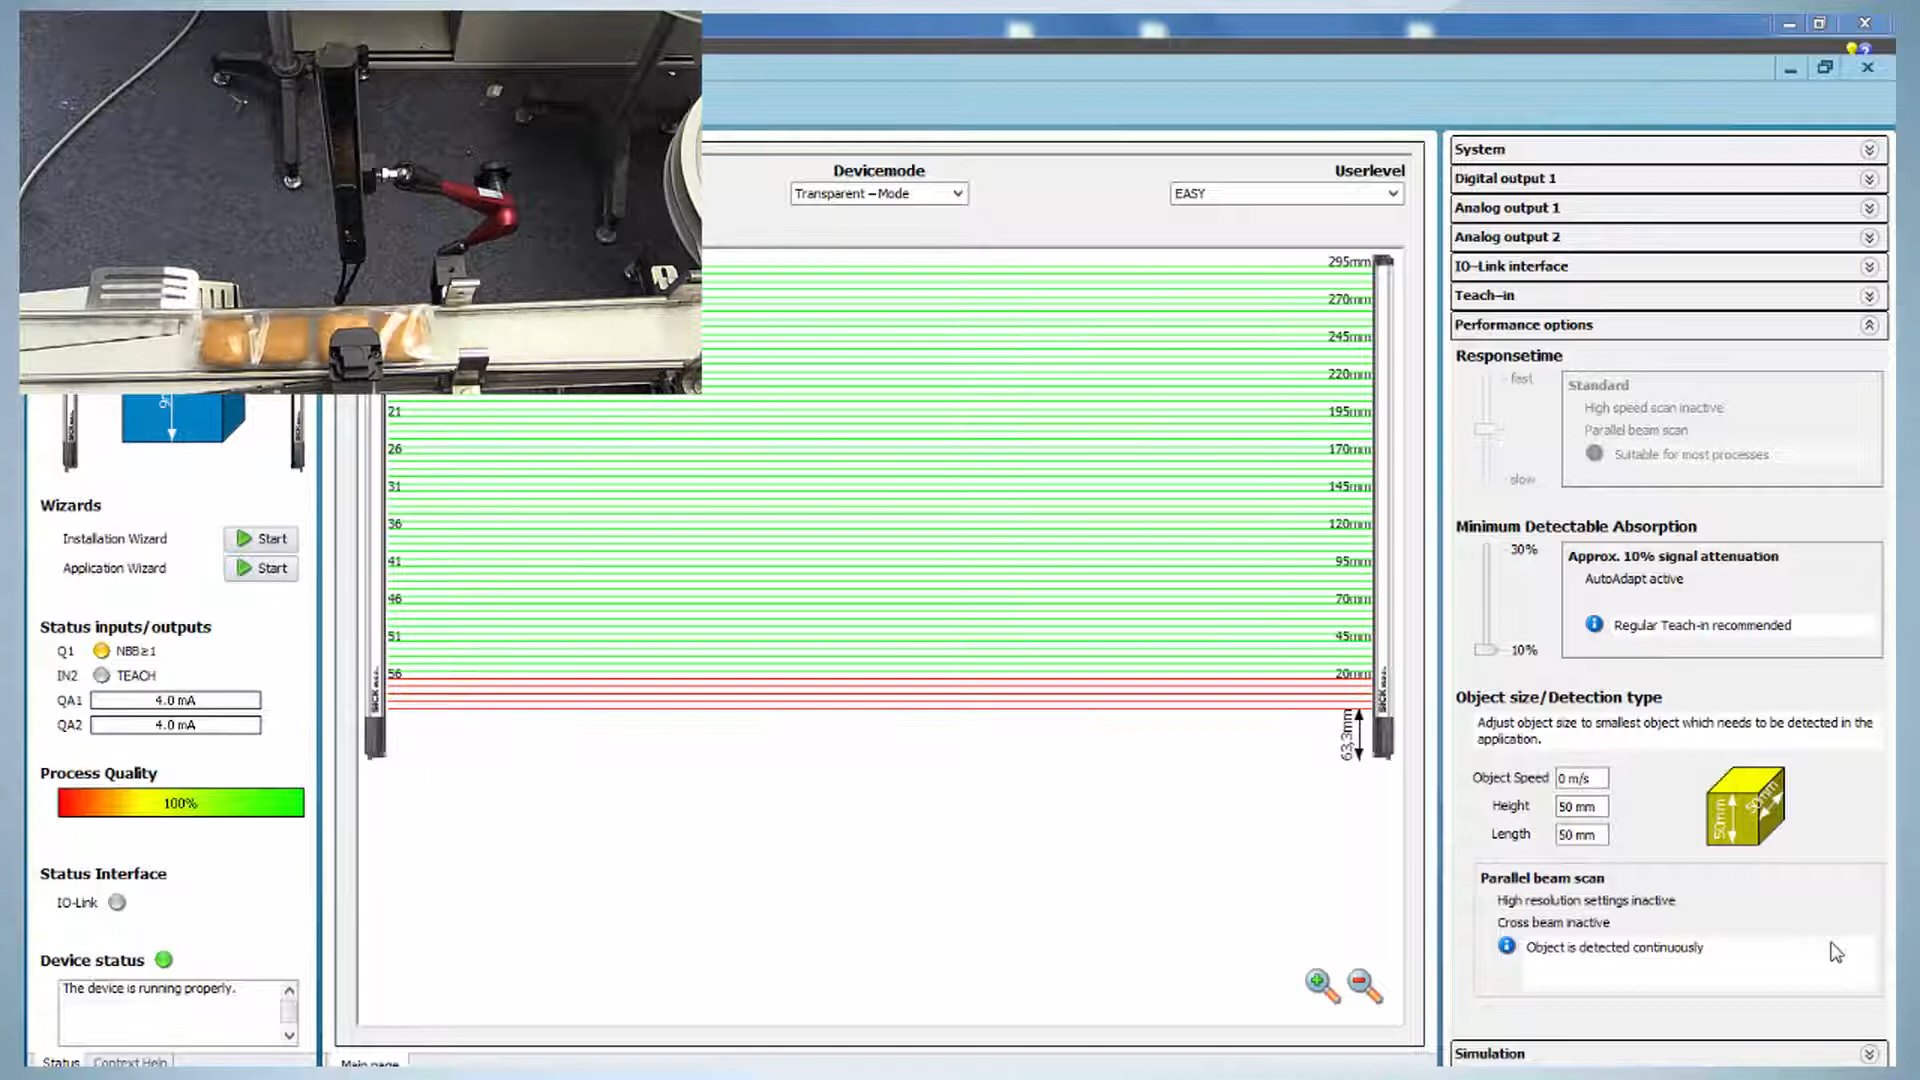 Devicemode
Userlevel
Transparent – Mode
EASY
295mm
270mm
245mm
220mm
21
195mm
26
170mm
31
145mm
36
120mm
41
95mm
46
70mm
51
45mm
56
20mm
SICK
SICK
63,3mm
Wizards
Installation Wizard
Start
Application Wizard
Start
Status inputs/outputs
Q1
NBB≥1
IN2
TEACH
QA1
4.0 mA
QA2
4.0 mA
Process Quality
100%
Status Interface
IO-Link
Device status
The device is running properly.
Status
Context Help
Main page
System
Digital output 1
Analog output 1
Analog output 2
IO–Link interface
Teach–in
Performance options
Responsetime
fast
slow
Standard
High speed scan inactive
Parallel beam scan
Suitable for most processes
Minimum Detectable Absorption
30%
10%
Approx. 10% signal attenuation
AutoAdapt active
Regular Teach-in recommended
Object size/Detection type
Adjust object size to smallest object which needs to be detected in the
application.
Object Speed
0 m/s
Height
50 mm
Length
50 mm
50mm
50mm
Parallel beam scan
High resolution settings inactive
Cross beam inactive
Object is detected continuously
Simulation